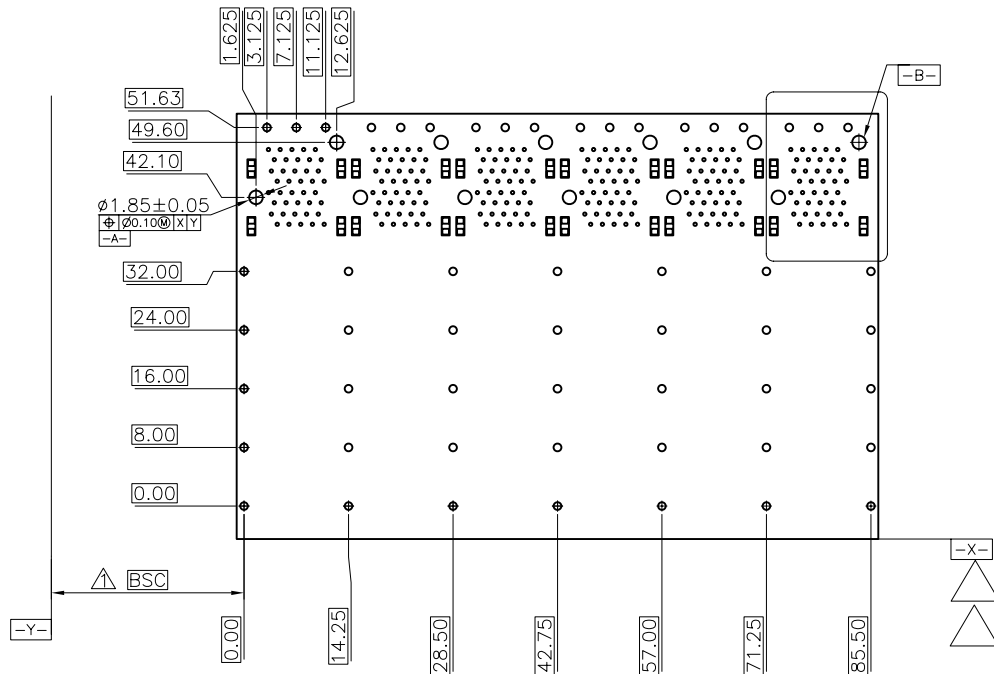 1.625
3.125
7.125
11.125
12.625
-B-
51.63
49.60
42.10
ø1.85±0.05
⌖ Ø0.10Ⓜ X Y
-A-
32.00
24.00
16.00
8.00
0.00
-X-
1 BSC
-Y-
0.00
14.25
28.50
42.75
57.00
71.25
85.50